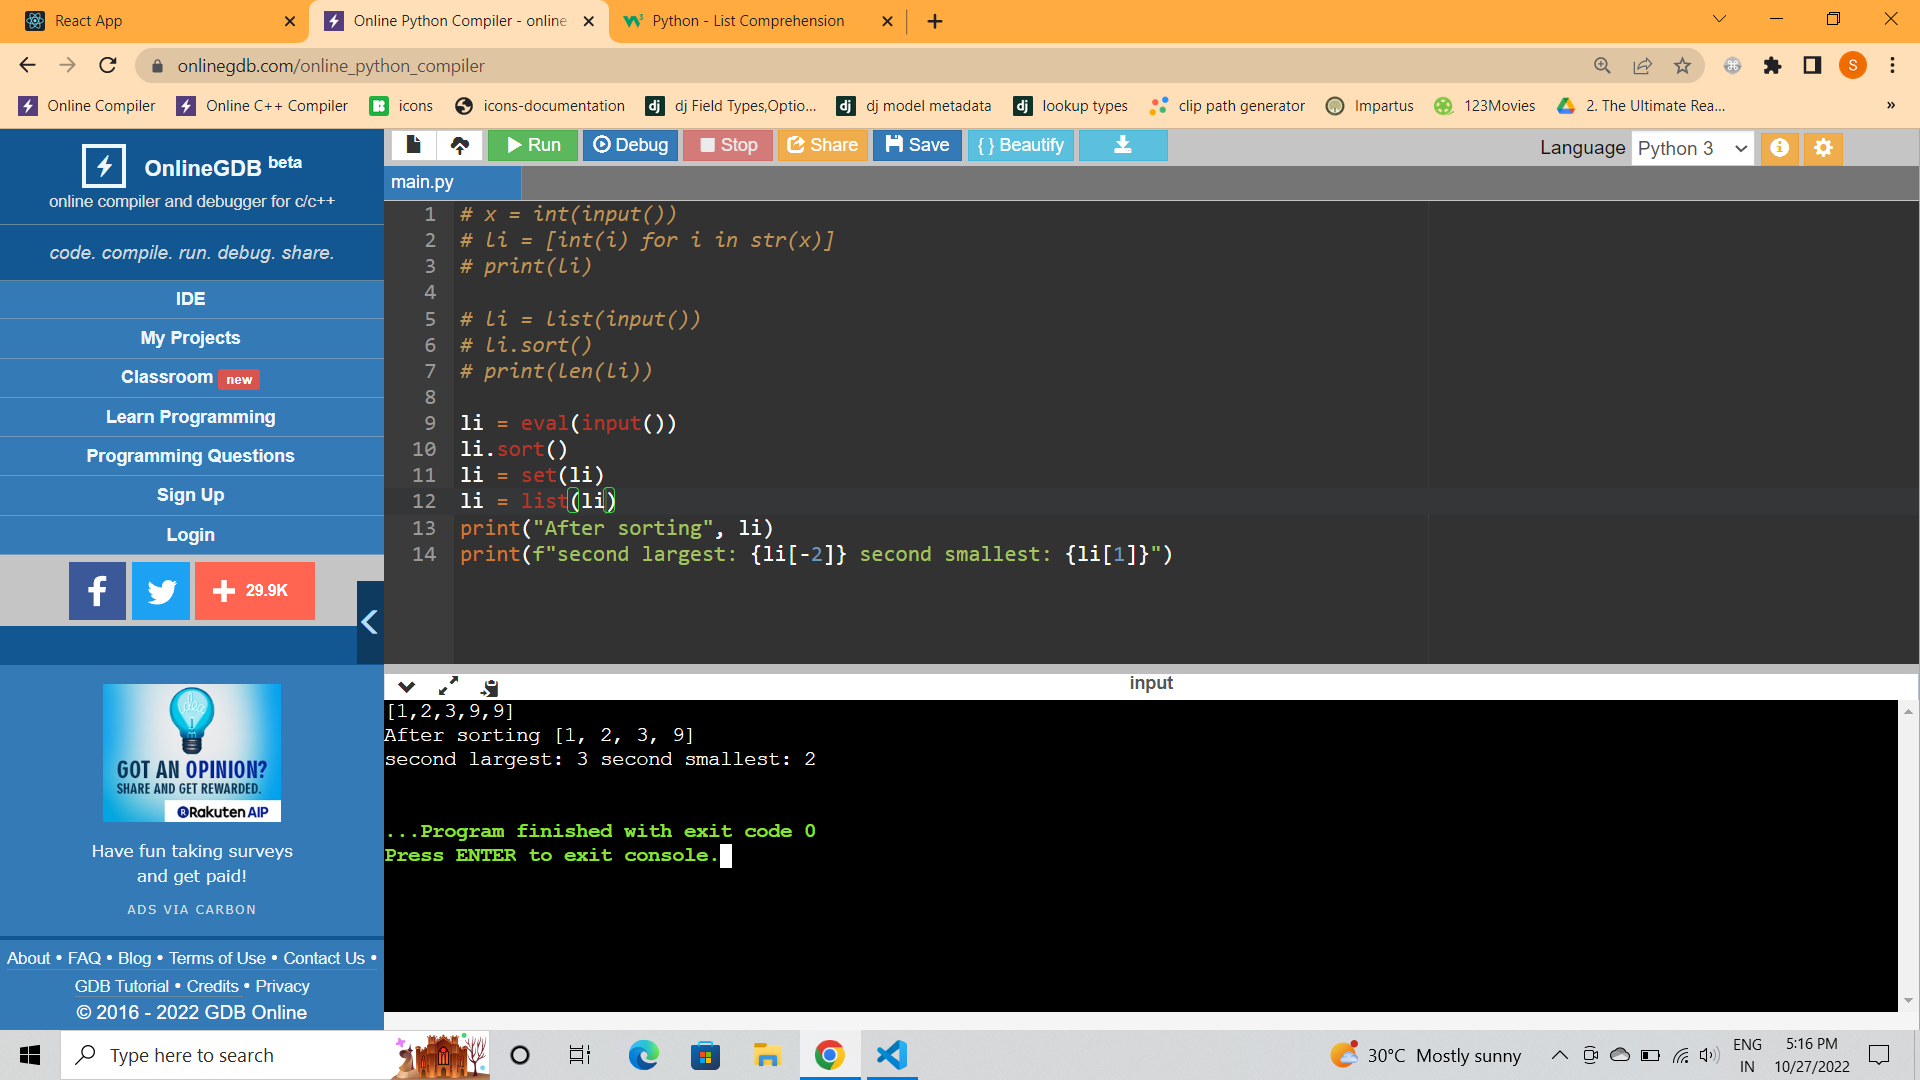 React App
Online Python Compiler - online
Python - List Comprehension
onlinegdb.com/online_python_compiler
S
Online Compiler
Online C++ Compiler
icons
icons-documentation
dj Field Types,Optio...
dj model metadata
lookup types
clip path generator
Impartus
123Movies
2. The Ultimate Rea...
»
OnlineGDB beta
online compiler and debugger for c/c++
code. compile. run. debug. share.
IDE
My Projects
Classroom new
Learn Programming
Programming Questions
Sign Up
Login
29.9K
GOT AN OPINION?
SHARE AND GET REWARDED.
Rakuten AIP
Have fun taking surveys
and get paid!
ADS VIA CARBON
About • FAQ • Blog • Terms of Use • Contact Us •
GDB Tutorial • Credits • Privacy
© 2016 - 2022 GDB Online
Run Debug Stop Share Save { } Beautify
Language Python 3
main.py
1 # x = int(input())
2 # li = [int(i) for i in str(x)]
3 # print(li)
4
5 # li = list(input())
6 # li.sort()
7 # print(len(li))
8
9 li = eval(input())
10 li.sort()
11 li = set(li)
12 li = list(li)
13 print("After sorting", li)
14 print(f"second largest: {li[-2]} second smallest: {li[1]}")
input
[1,2,3,9,9]
After sorting [1, 2, 3, 9]
second largest: 3 second smallest: 2
...Program finished with exit code 0
Press ENTER to exit console.
Type here to search
30°C Mostly sunny
ENG
IN
5:16 PM
10/27/2022